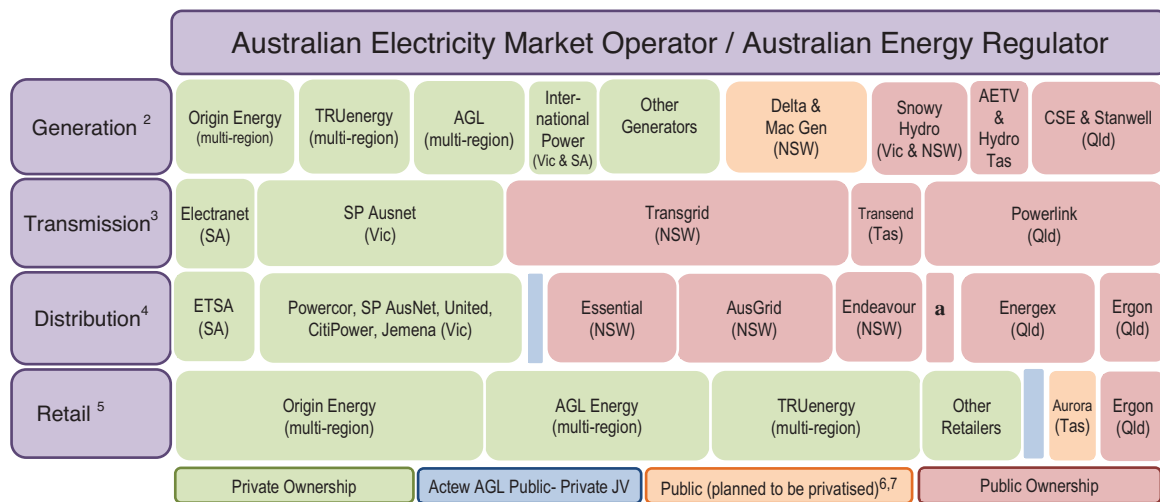 Australian Electricity Market Operator / Australian Energy Regulator
Generation 2
Origin Energy
(multi-region)
TRUenergy
(multi-region)
AGL
(multi-region)
Inter-
national
Power
(Vic & SA)
Other
Generators
Delta &
Mac Gen
(NSW)
Snowy
Hydro
(Vic & NSW)
AETV
&
Hydro
Tas
CSE & Stanwell
(Qld)
Transmission3
Electranet
(SA)
SP Ausnet
(Vic)
Transgrid
(NSW)
Transend
(Tas)
Powerlink
(Qld)
Distribution4
ETSA
(SA)
Powercor, SP AusNet, United,
CitiPower, Jemena (Vic)
Essential
(NSW)
AusGrid
(NSW)
Endeavour
(NSW)
a
Energex
(Qld)
Ergon
(Qld)
Retail 5
Origin Energy
(multi-region)
AGL Energy
(multi-region)
TRUenergy
(multi-region)
Other
Retailers
Aurora
(Tas)
Ergon
(Qld)
Private Ownership
Actew AGL Public- Private JV
Public (planned to be privatised)6,7
Public Ownership